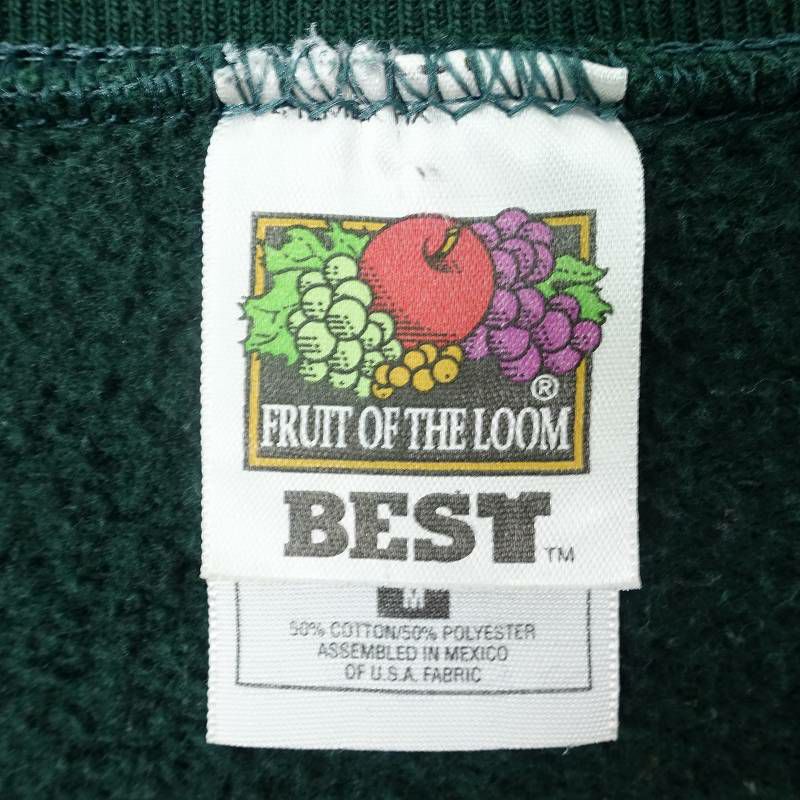 ®
FRUIT OF THE LOOM
BEST™
M
50% COTTON/50% POLYESTER
ASSEMBLED IN MEXICO
OF U.S.A. FABRIC